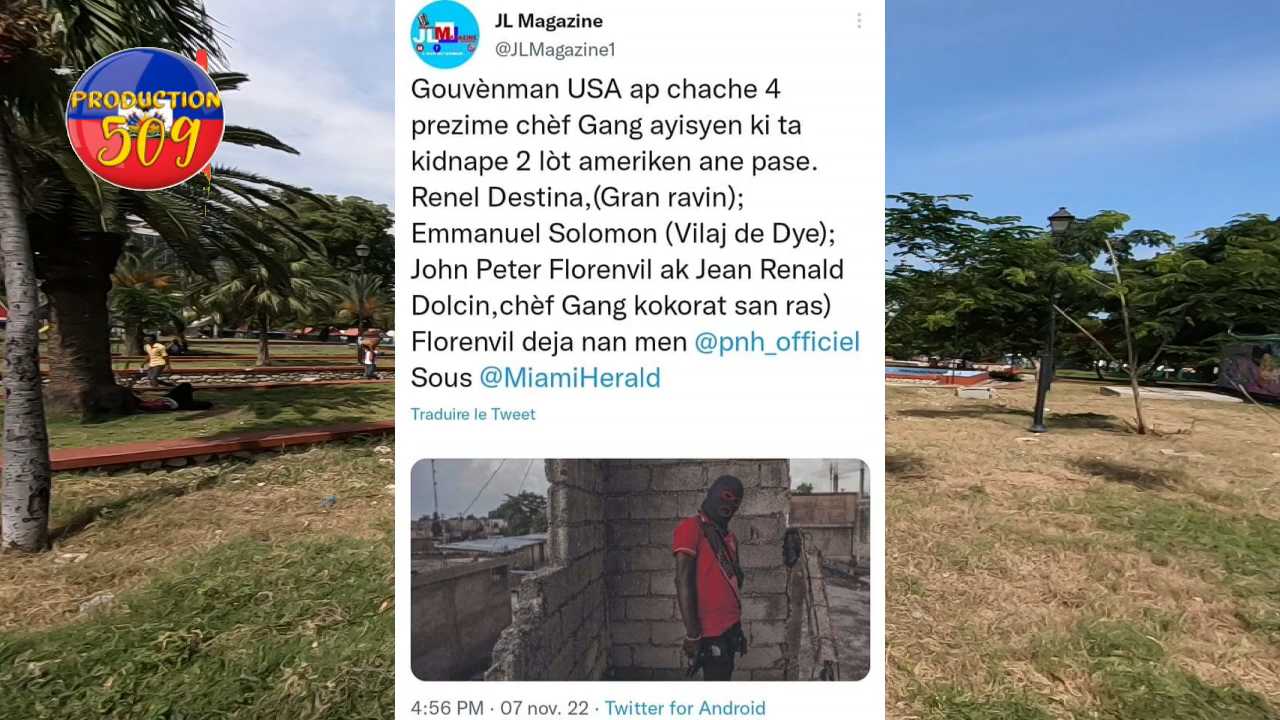 PRODUCTION
509
JL Magazine
@JLMagazine1
Gouvènman USA ap chache 4
prezime chèf Gang ayisyen ki ta
kidnape 2 lòt ameriken ane pase.
Renel Destina,(Gran ravin);
Emmanuel Solomon (Vilaj de Dye);
John Peter Florenvil ak Jean Renald
Dolcin,chèf Gang kokorat san ras)
Florenvil deja nan men @pnh_officiel
Sous @MiamiHerald
Traduire le Tweet
4:56 PM · 07 nov. 22 · Twitter for Android